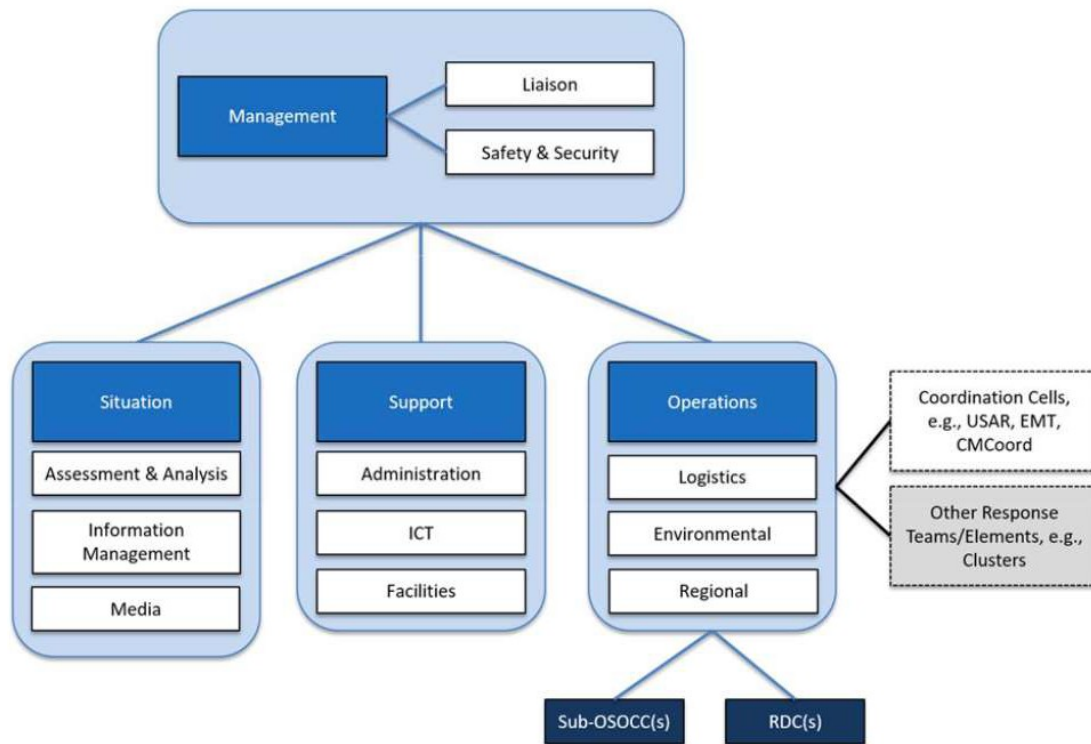 Management
Liaison
Safety & Security
Situation
Assessment & Analysis
Information
Management
Media
Support
Administration
ICT
Facilities
Operations
Logistics
Environmental
Regional
Coordination Cells,
e.g., USAR, EMT,
CMCoord
Other Response
Teams/Elements, e.g.,
Clusters
Sub-OSOCC(s)
RDC(s)